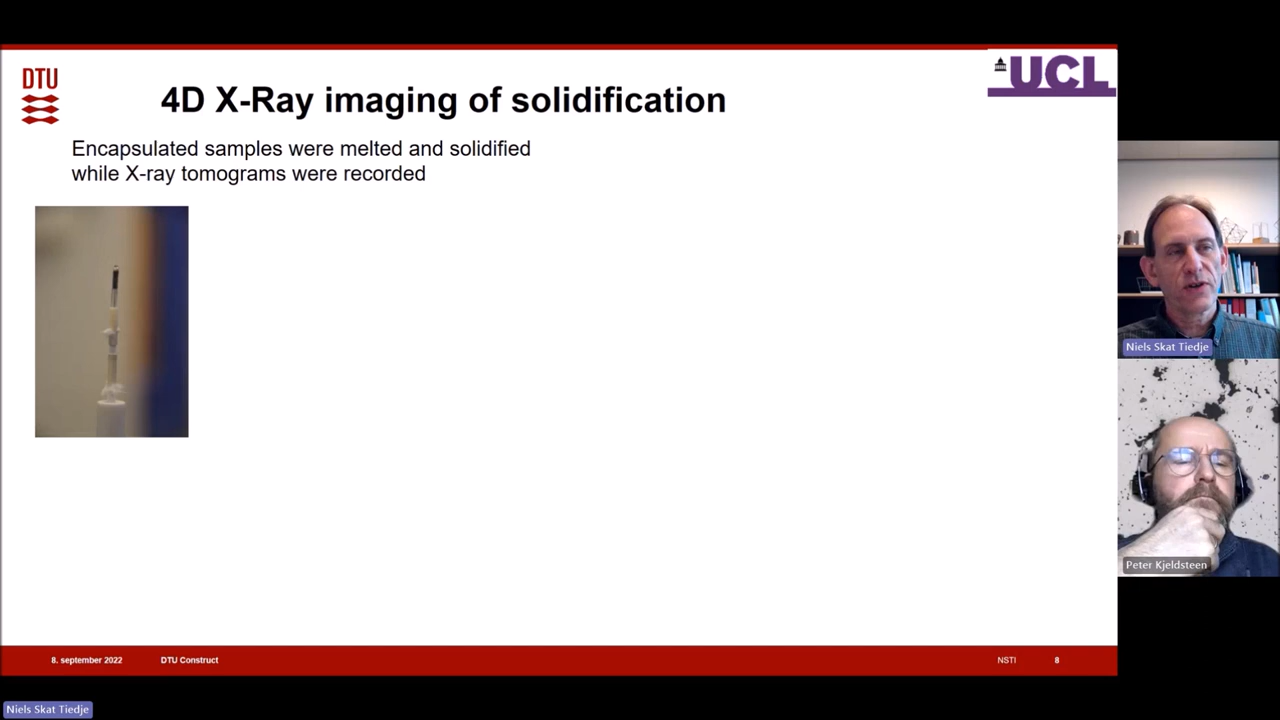 DTU
UCL
4D X-Ray imaging of solidification
Encapsulated samples were melted and solidified
while X-ray tomograms were recorded
Niels Skat Tiedje
Peter Kjeldsteen
8. september 2022
DTU Construct
NSTI
8
Niels Skat Tiedje